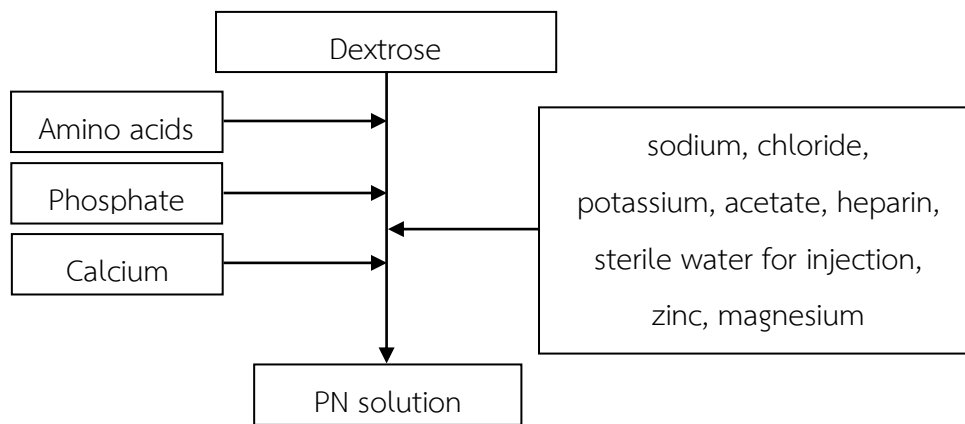 Dextrose
Amino acids
Phosphate
Calcium
sodium, chloride,
potassium, acetate, heparin,
sterile water for injection,
zinc, magnesium
PN solution